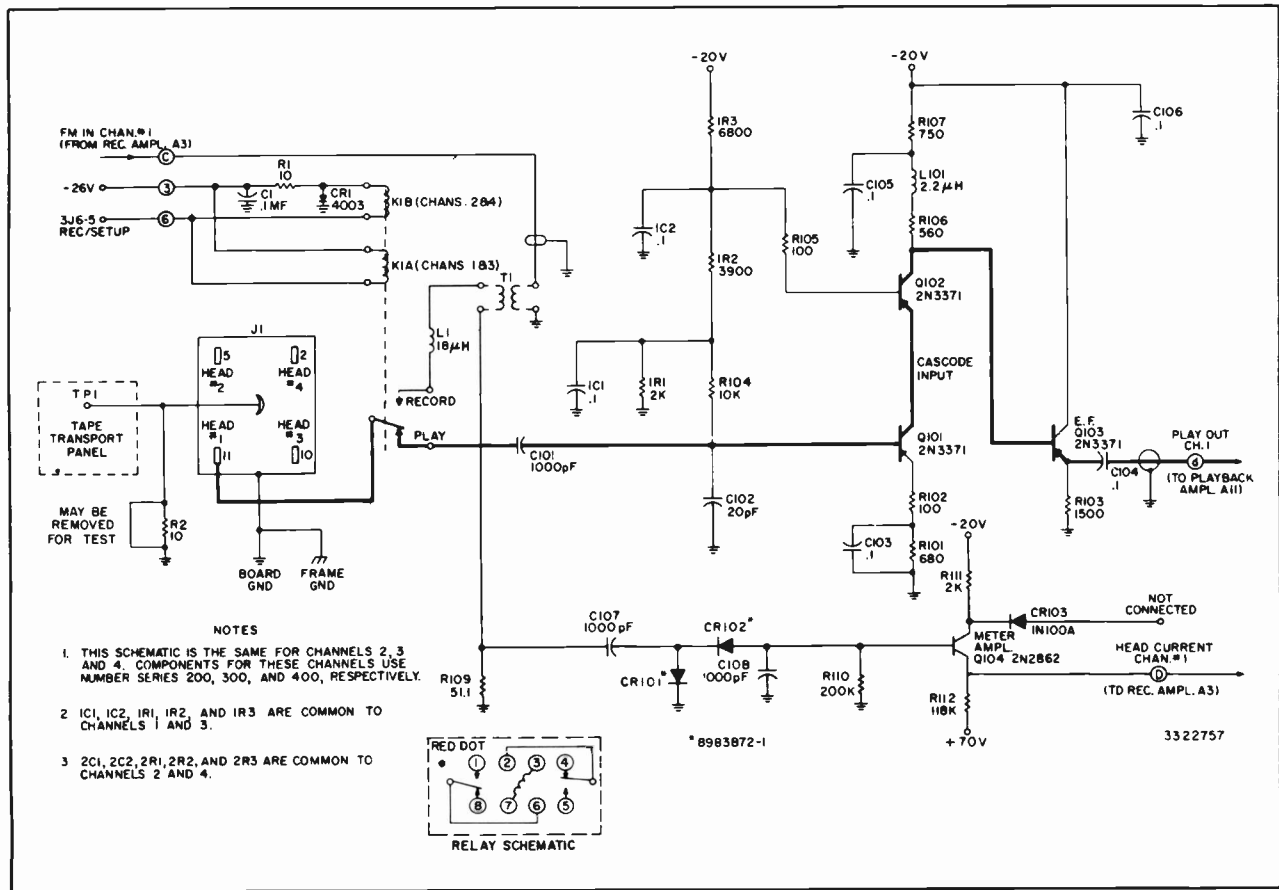 FM IN CHAN.#1
(FROM REC. AMPL. A3)
C
-26V
3
3J6-5
REC/SETUP
6
R1
10
C1
.1MF
CR1
4003
K1B (CHANS. 2&4)
K1A (CHANS 1&3)
T1
L1
18μH
RECORD
PLAY
J1
5
HEAD
#2
2
HEAD
#4
HEAD
#1
11
HEAD
#3
10
TP1
TAPE
TRANSPORT
PANEL
MAY BE
REMOVED
FOR TEST
R2
10
BOARD
GND
FRAME
GND
-20V
1R3
6800
1C2
.1
1R2
3900
1C1
.1
1R1
2K
R104
10K
R105
100
C101
1000pF
C102
20pF
-20V
R107
750
C105
.1
L101
2.2μH
R106
560
C106
.1
Q102
2N3371
CASCODE
INPUT
Q101
2N3371
R102
100
C103
.1
R101
680
E.F.
Q103
2N3371
C104
.1
R103
1500
PLAY OUT
CH. 1
d
(TO PLAYBACK
AMPL. A11)
-20V
R111
2K
CR103
1N100A
NOT
CONNECTED
METER
AMPL.
Q104 2N2862
HEAD CURRENT
CHAN.#1
D
(TO REC. AMPL. A3)
R112
118K
+70V
R109
51.1
C107
1000pF
CR101*
CR102*
C108
1000pF
R110
200K
*8983872-1
3322757
NOTES
1. THIS SCHEMATIC IS THE SAME FOR CHANNELS 2, 3
AND 4. COMPONENTS FOR THESE CHANNELS USE
NUMBER SERIES 200, 300, AND 400, RESPECTIVELY.
2 1C1, 1C2, 1R1, 1R2, AND 1R3 ARE COMMON TO
CHANNELS 1 AND 3.
3 2C1, 2C2, 2R1, 2R2, AND 2R3 ARE COMMON TO
CHANNELS 2 AND 4.
RED DOT
1
2
3
4
8
7
6
5
RELAY SCHEMATIC